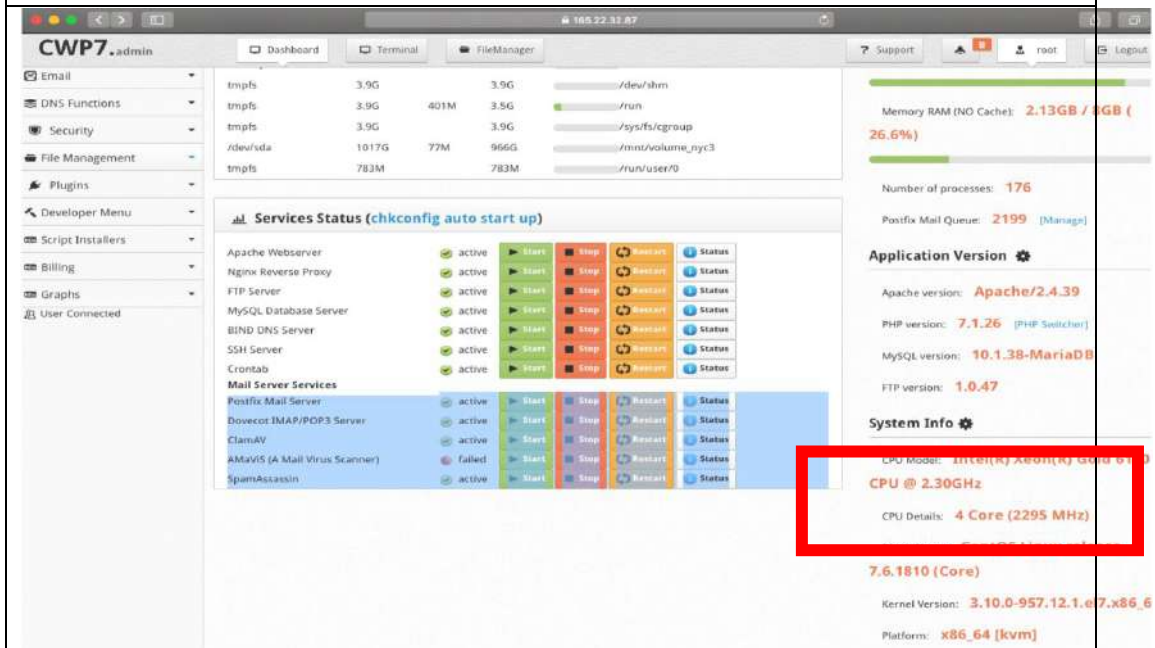 165.22.32.87
CWP7.admin
Dashboard
Terminal
FileManager
Support
root
Logout
Email
DNS Functions
Security
File Management
Plugins
Developer Menu
Script Installers
Billing
Graphs
User Connected
tmpfs 3.9G 3.9G /dev/shm
tmpfs 3.9G 401M 3.5G /run
tmpfs 3.9G 3.9G /sys/fs/cgroup
/dev/sda 1017G 77M 966G /mnt/volume_nyc3
tmpfs 783M 783M /run/user/0
Services Status (chkconfig auto start up)
Apache Webserver active Start Stop Restart Status
Nginx Reverse Proxy active Start Stop Restart Status
FTP Server active Start Stop Restart Status
MySQL Database Server active Start Stop Restart Status
BIND DNS Server active Start Stop Restart Status
SSH Server active Start Stop Restart Status
Crontab active Start Stop Restart Status
Mail Server Services
Postfix Mail Server active Start Stop Restart Status
Dovecot IMAP/POP3 Server active Start Stop Restart Status
ClamAV active Start Stop Restart Status
AMaViS (A Mail Virus Scanner) failed Start Stop Restart Status
SpamAssassin active Start Stop Restart Status
Memory RAM (NO Cache): 2.13GB / 8GB (
26.6%)
Number of processes: 176
Postfix Mail Queue: 2199 [Manage]
Application Version
Apache version: Apache/2.4.39
PHP version: 7.1.26 [PHP Switcher]
MySQL version: 10.1.38-MariaDB
FTP version: 1.0.47
System Info
CPU Model: Intel(R) Xeon(R) Gold
CPU @ 2.30GHz
CPU Details: 4 Core (2295 MHz)
7.6.1810 (Core)
Kernel Version: 3.10.0-957.12.1.el7.x86_6
Platform: x86_64 [kvm]